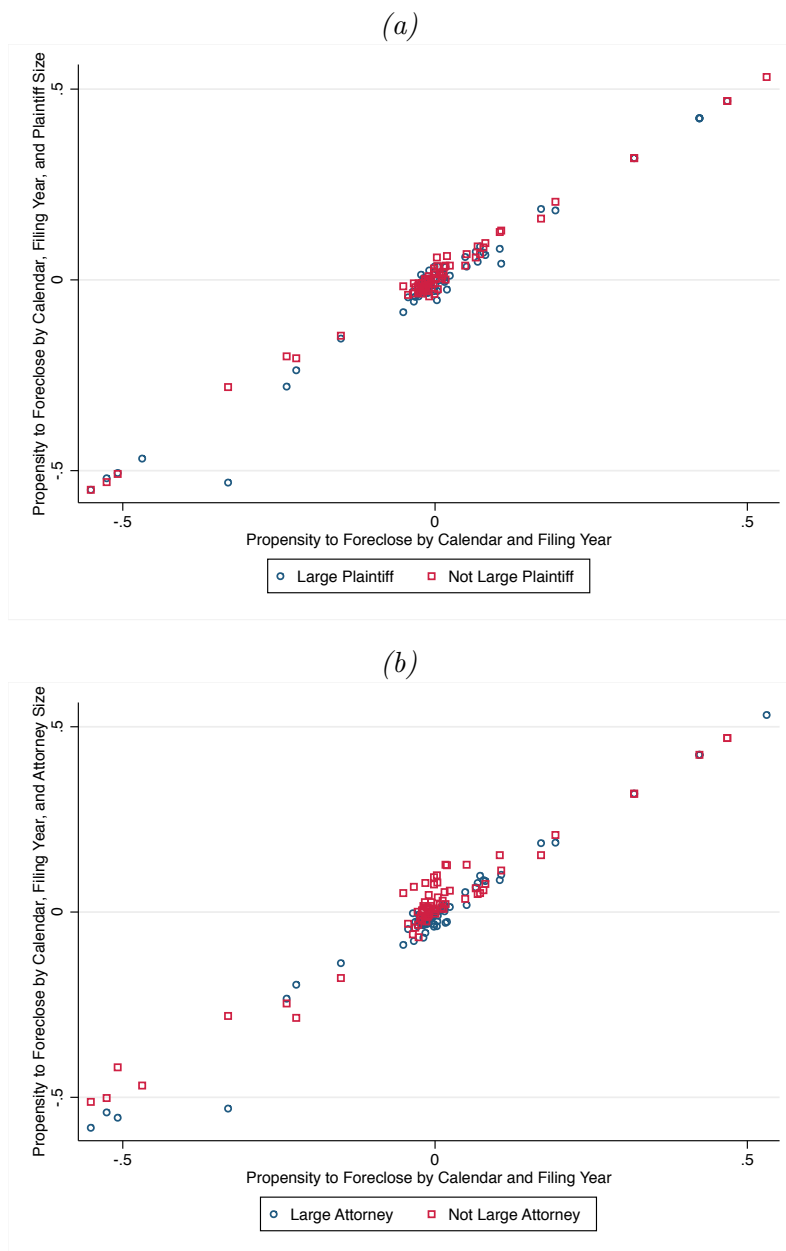 (a)
Propensity to Foreclose by Calendar, Filing Year, and Plaintiff Size
.5
0
-.5
-.5
0
.5
Propensity to Foreclose by Calendar and Filing Year
Large Plaintiff
Not Large Plaintiff
(b)
Propensity to Foreclose by Calendar, Filing Year, and Attorney Size
.5
0
-.5
-.5
0
.5
Propensity to Foreclose by Calendar and Filing Year
Large Attorney
Not Large Attorney